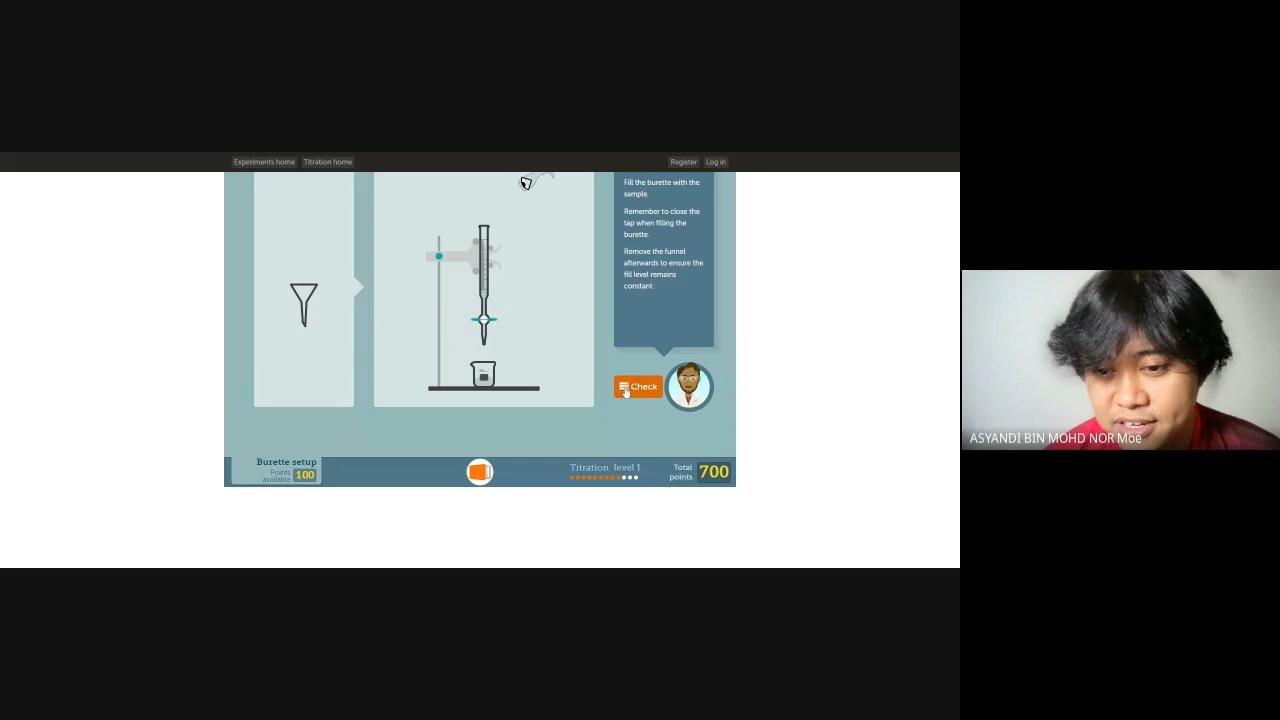 Experiments home
Titration home
Register
Log in
Fill the burette with the
sample.
Remember to close the
tap when filling the
burette.
Remove the funnel
afterwards to ensure the
fill level remains
constant.
Check
ASYANDI BIN MOHD NOR Moe
Burette setup
Points
available
100
Titration: level 1
Total
points
700